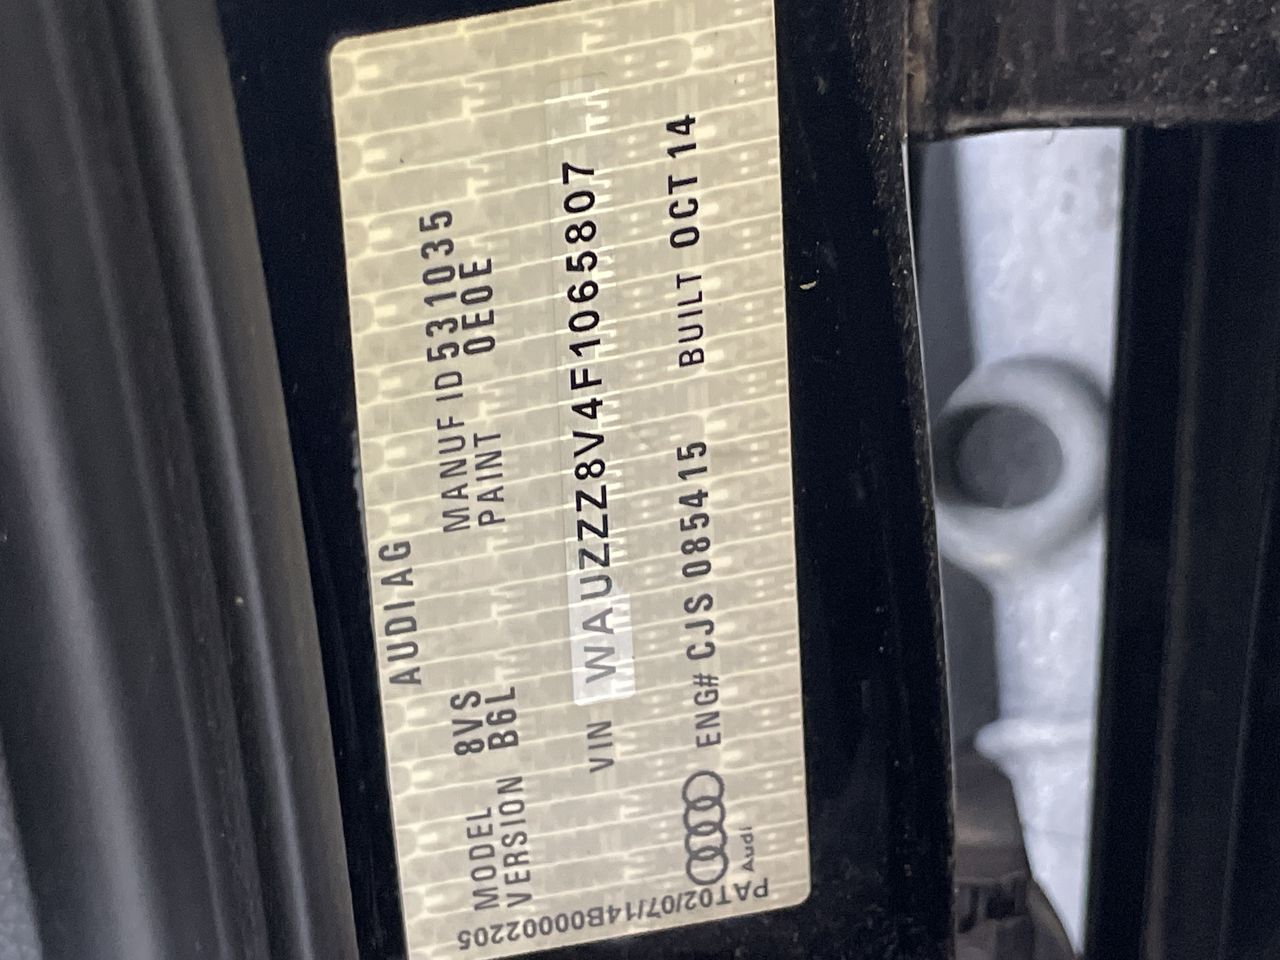 AUDI AG
MODEL 8VS MANUF ID 531035
VERSION B6L PAINT 0E0E
VIN WAUZZZ8V4F1065807
ENG# CJS 085415 BUILT OCT 14
Audi
PAT02/07/14B00002205